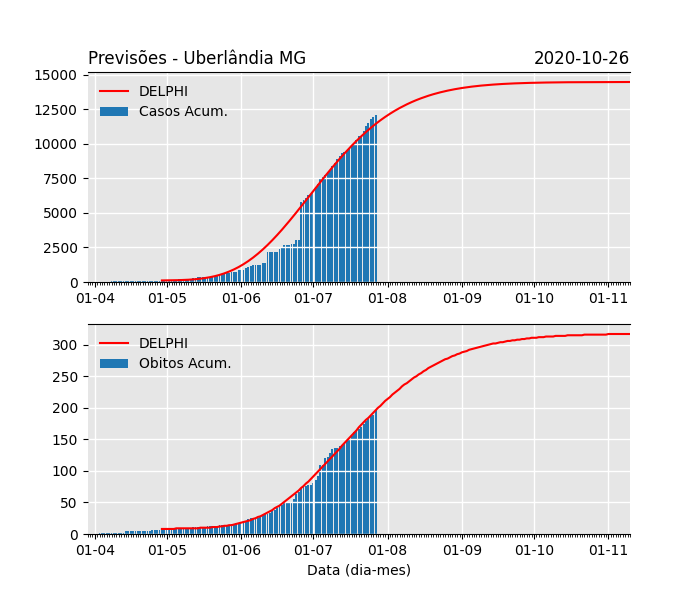 Previsões - Uberlândia MG 2020-10-26
15000
12500
10000
7500
5000
2500
0
DELPHI
Casos Acum.
01-04 01-05 01-06 01-07 01-08 01-09 01-10 01-11
300
250
200
150
100
50
0
DELPHI
Obitos Acum.
01-04 01-05 01-06 01-07 01-08 01-09 01-10 01-11
Data (dia-mes)